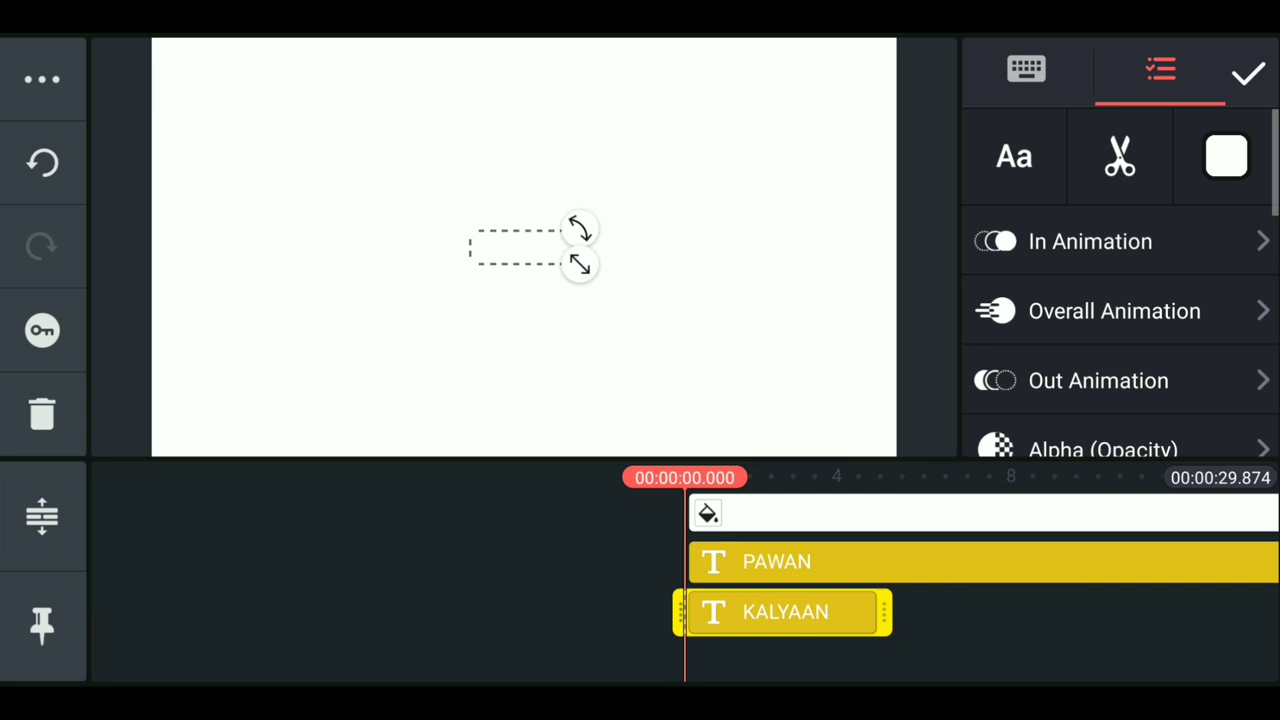 Aa
In Animation
Overall Animation
Out Animation
Alpha (Opacity)
00:00:00.000
4
8
00:00:29.874
T PAWAN
T KALYAAN